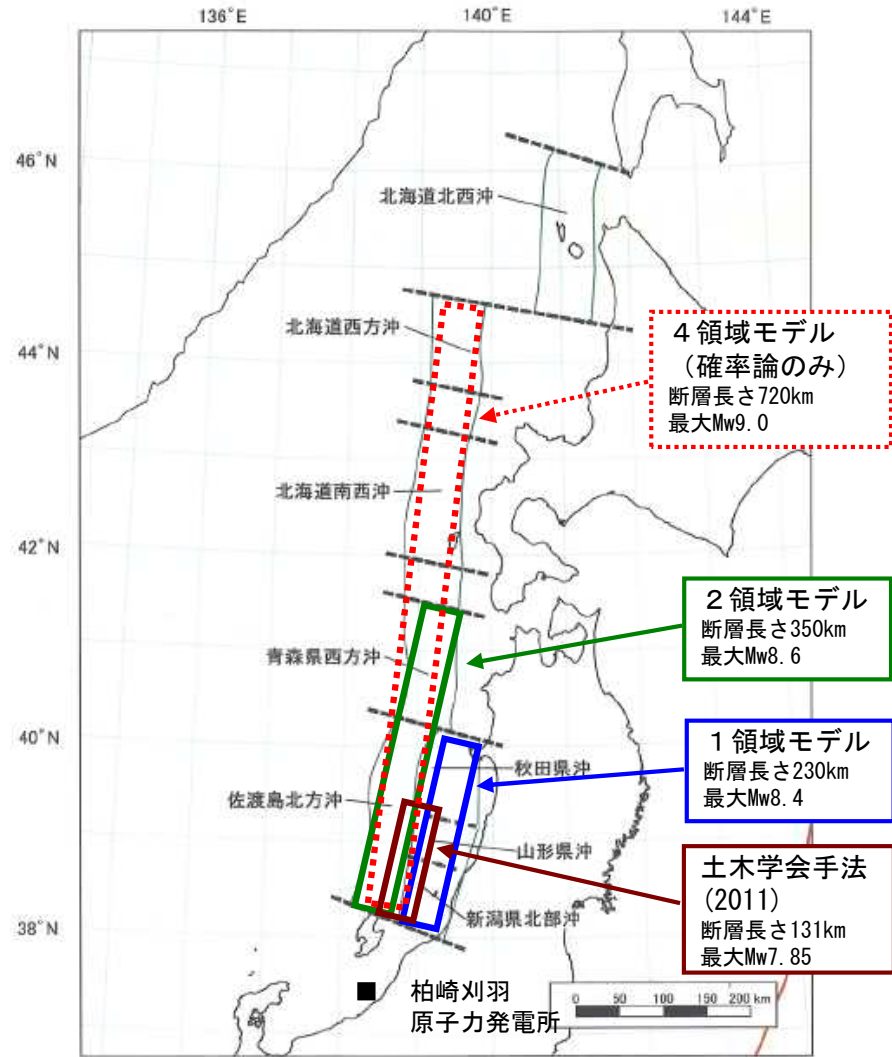 136°E
140°E
144°E
46°N
北海道北西沖
北海道西方沖
44°N
4領域モデル
(確率論のみ)
断層長さ720km
最大Mw9.0
北海道南西沖
42°N
2領域モデル
断層長さ350km
最大Mw8.6
青森県西方沖
40°N
秋田県沖
1領域モデル
断層長さ230km
最大Mw8.4
佐渡島北方沖
山形県沖
土木学会手法
(2011)
断層長さ131km
最大Mw7.85
新潟県北部沖
38°N
柏崎刈羽
原子力発電所
0 50 100 150 200 km